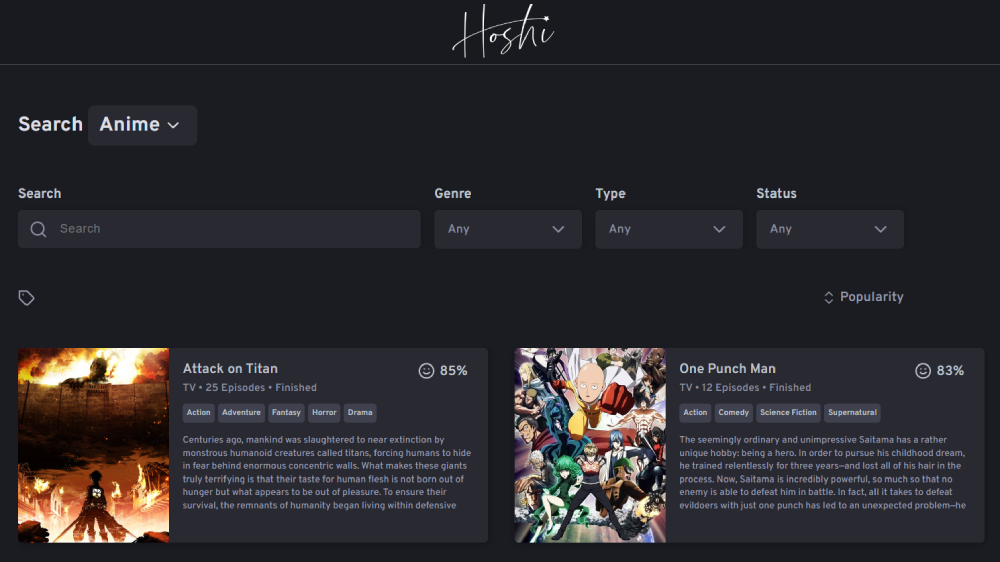 Hoshi
Search Anime
Search
Genre
Type
Status
Search
Any
Any
Any
Popularity
Attack on Titan
85%
TV • 25 Episodes • Finished
Action Adventure Fantasy Horror Drama
Centuries ago, mankind was slaughtered to near extinction by
monstrous humanoid creatures called titans, forcing humans to hide
in fear behind enormous concentric walls. What makes these giants
truly terrifying is that their taste for human flesh is not born out of
hunger but what appears to be out of pleasure. To ensure their
survival, the remnants of humanity began living within defensive
One Punch Man
83%
TV • 12 Episodes • Finished
Action Comedy Science Fiction Supernatural
The seemingly ordinary and unimpressive Saitama has a rather
unique hobby: being a hero. In order to pursue his childhood dream,
he trained relentlessly for three years—and lost all of his hair in the
process. Now, Saitama is incredibly powerful, so much so that no
enemy is able to defeat him in battle. In fact, all it takes to defeat
evildoers with just one punch has led to an unexpected problem—he